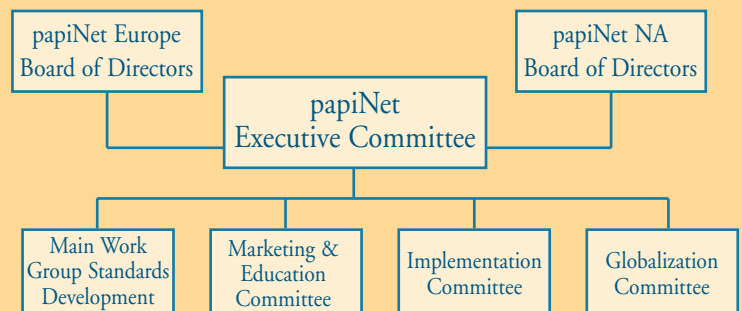 papiNet Europe
Board of Directors
papiNet NA
Board of Directors
papiNet
Executive Committee
Main Work
Group Standards
Development
Marketing &
Education
Committee
Implementation
Committee
Globalization
Committee